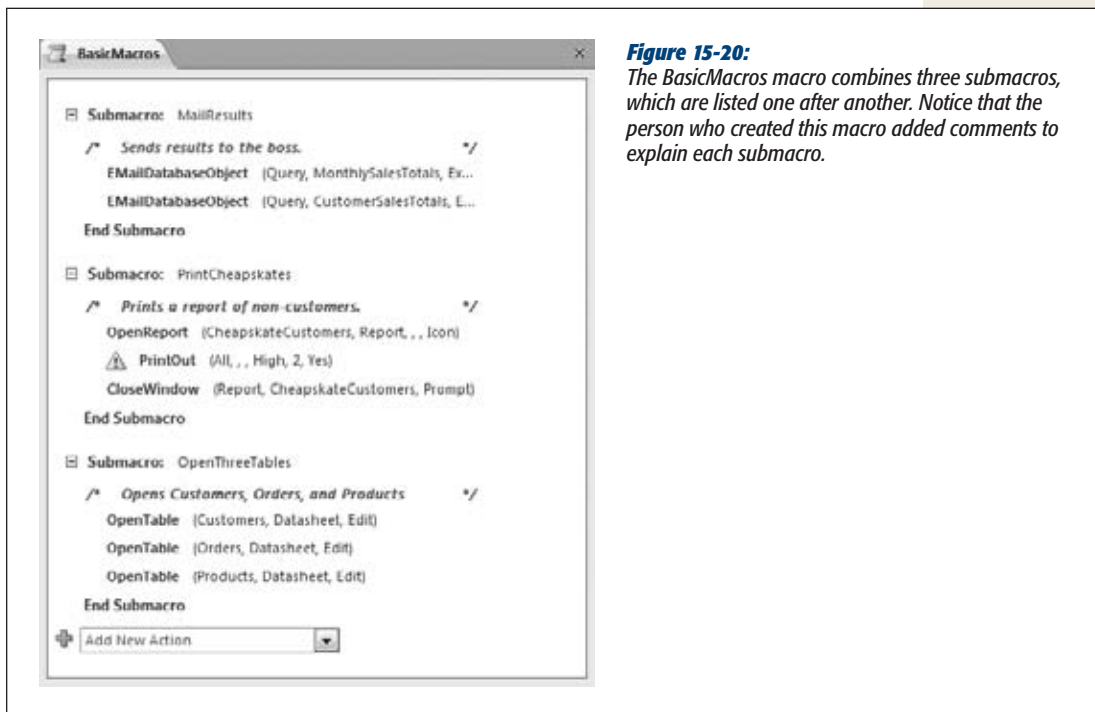 BasicMacros
Submacro: MailResults
/* Sends results to the boss. */
EMailDatabaseObject (Query, MonthlySalesTotals, Ex...
EMailDatabaseObject (Query, CustomerSalesTotals, E...
End Submacro
Submacro: PrintCheapskates
/* Prints a report of non-customers. */
OpenReport (CheapskateCustomers, Report, , , Icon)
PrintOut (All, , , High, 2, Yes)
CloseWindow (Report, CheapskateCustomers, Prompt)
End Submacro
Submacro: OpenThreeTables
/* Opens Customers, Orders, and Products */
OpenTable (Customers, Datasheet, Edit)
OpenTable (Orders, Datasheet, Edit)
OpenTable (Products, Datasheet, Edit)
End Submacro
Add New Action
Figure 15-20:
The BasicMacros macro combines three submacros,
which are listed one after another. Notice that the
person who created this macro added comments to
explain each submacro.